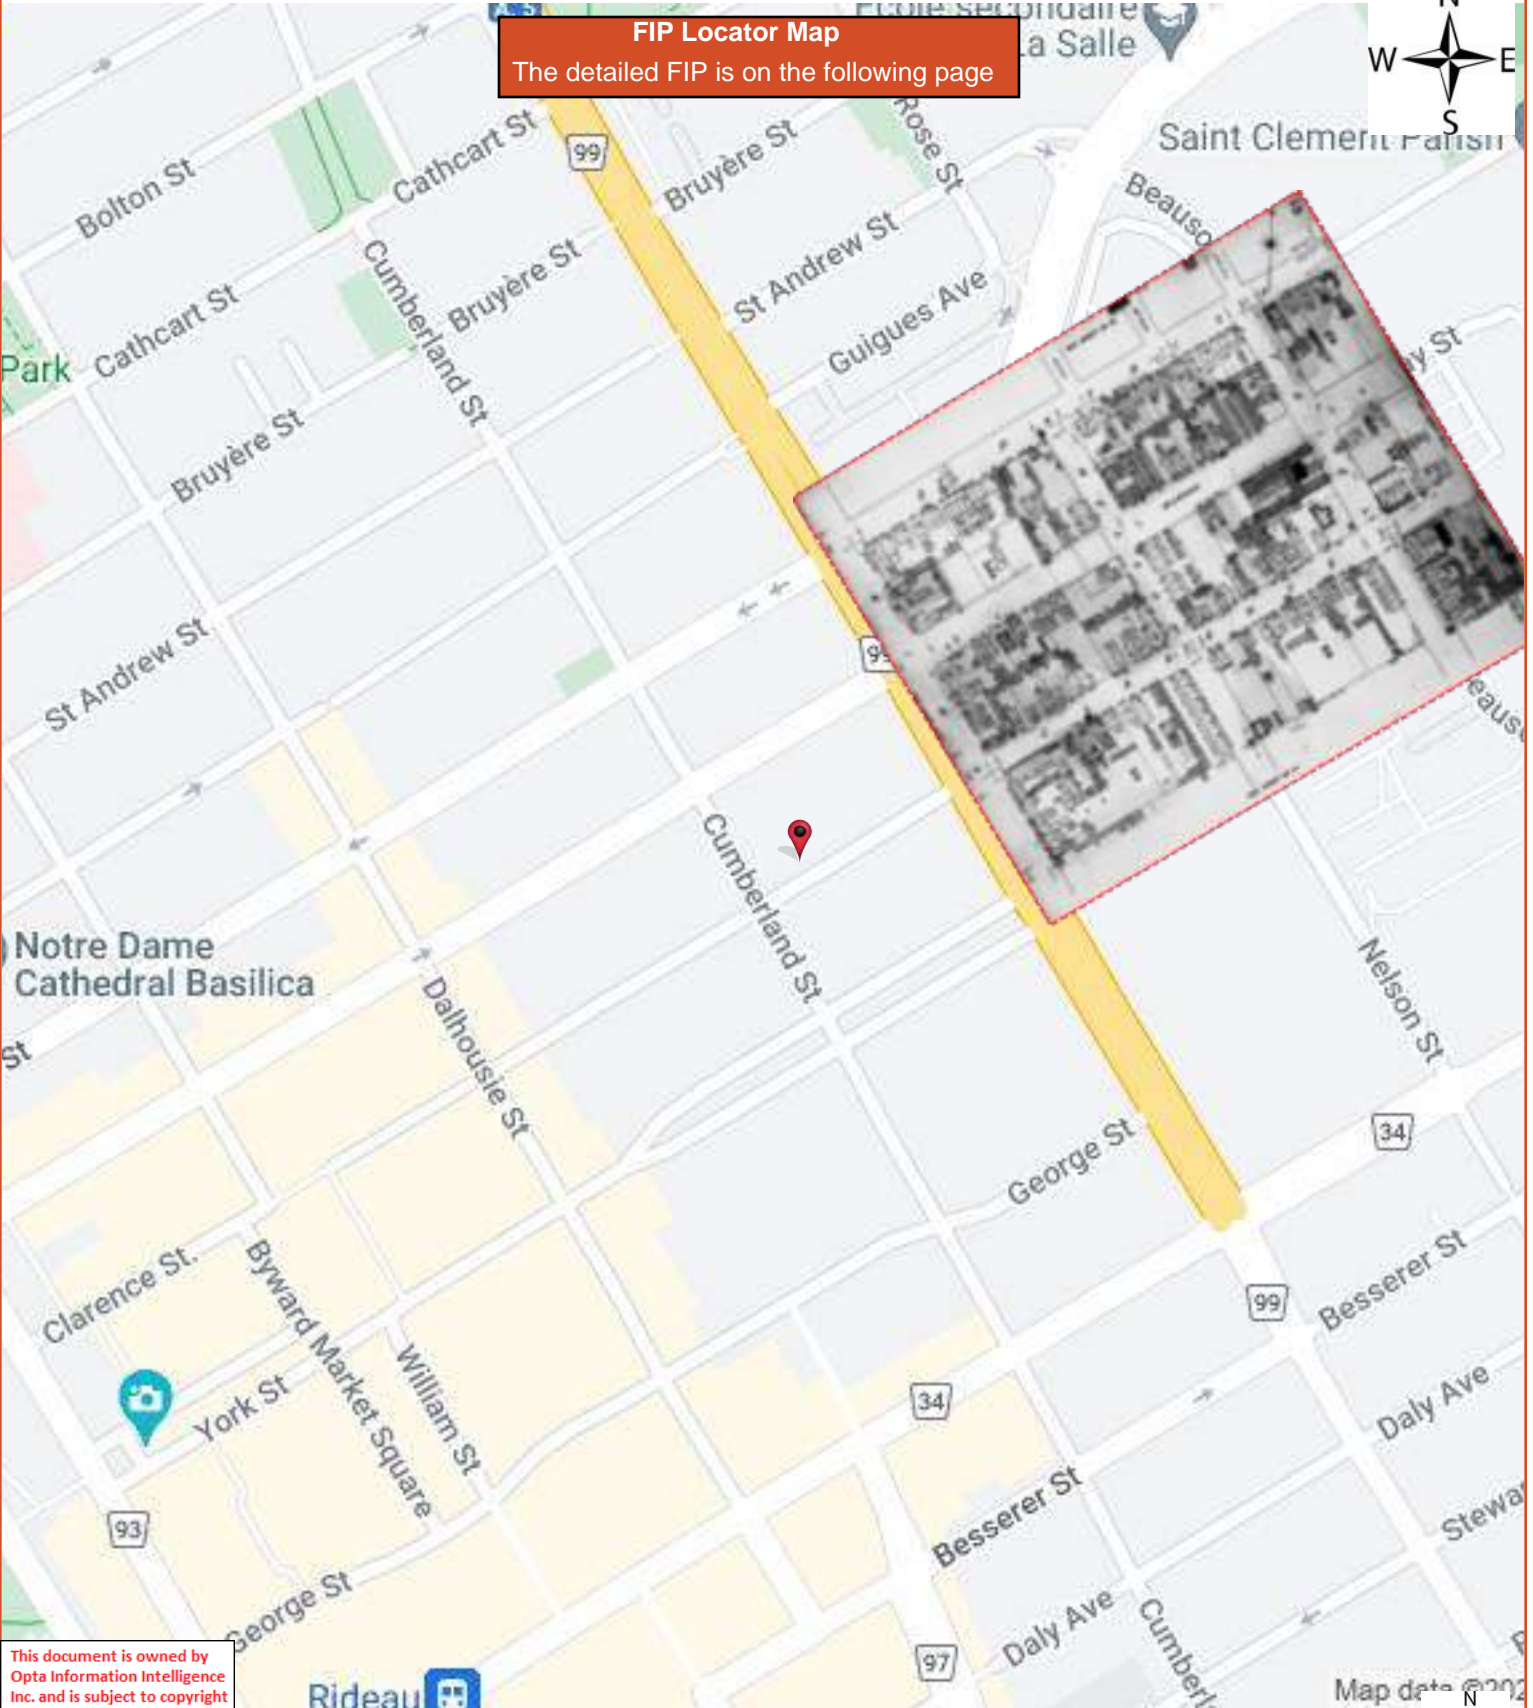 N
FIP Locator Map
The detailed FIP is on the following page
La Salle
W
E
S
99
Cathcart St
Bruyère St
Rose St
Saint Clement Parish
Bolton St
Cumberland St
Bruyère St
St Andrew St
Guigues Ave
Cathcart St
Park
Bruyère St
St Andrew St
Cumberland St
Notre Dame
Cathedral Basilica
St
Dalhousie St
Nelson St
George St
34
Clarence St.
Byward Market Square
William St
York St
99
Besserer St
34
Daly Ave
Besserer St
93
George St
Daly Ave
97
Rideau
This document is owned by
Opta Information Intelligence
Inc. and is subject to copyright
Map data
N